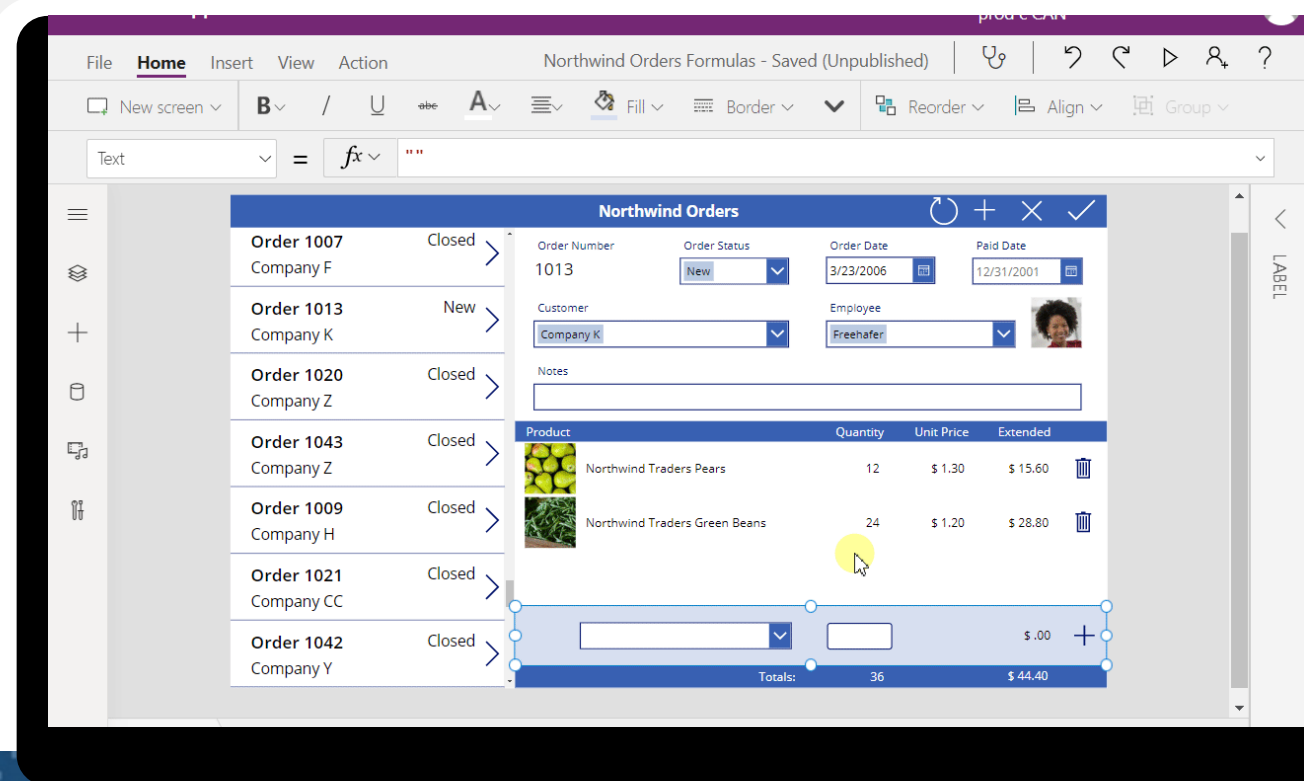 File Home Insert View Action Northwind Orders Formulas - Saved (Unpublished) ?
New screen B / U abc A Fill Border Reorder Align Group
Text = fx ""
Northwind Orders
Order 1007 Closed
Company F
Order 1013 New
Company K
Order 1020 Closed
Company Z
Order 1043 Closed
Company Z
Order 1009 Closed
Company H
Order 1021 Closed
Company CC
Order 1042 Closed
Company Y
Order Number Order Status Order Date Paid Date
1013 New 3/23/2006 12/31/2001
Customer Employee
Company K Freehafer
Notes
Product Quantity Unit Price Extended
Northwind Traders Pears 12 $ 1.30 $ 15.60
Northwind Traders Green Beans 24 $ 1.20 $ 28.80
$ .00
Totals: 36 $ 44.40
LABEL